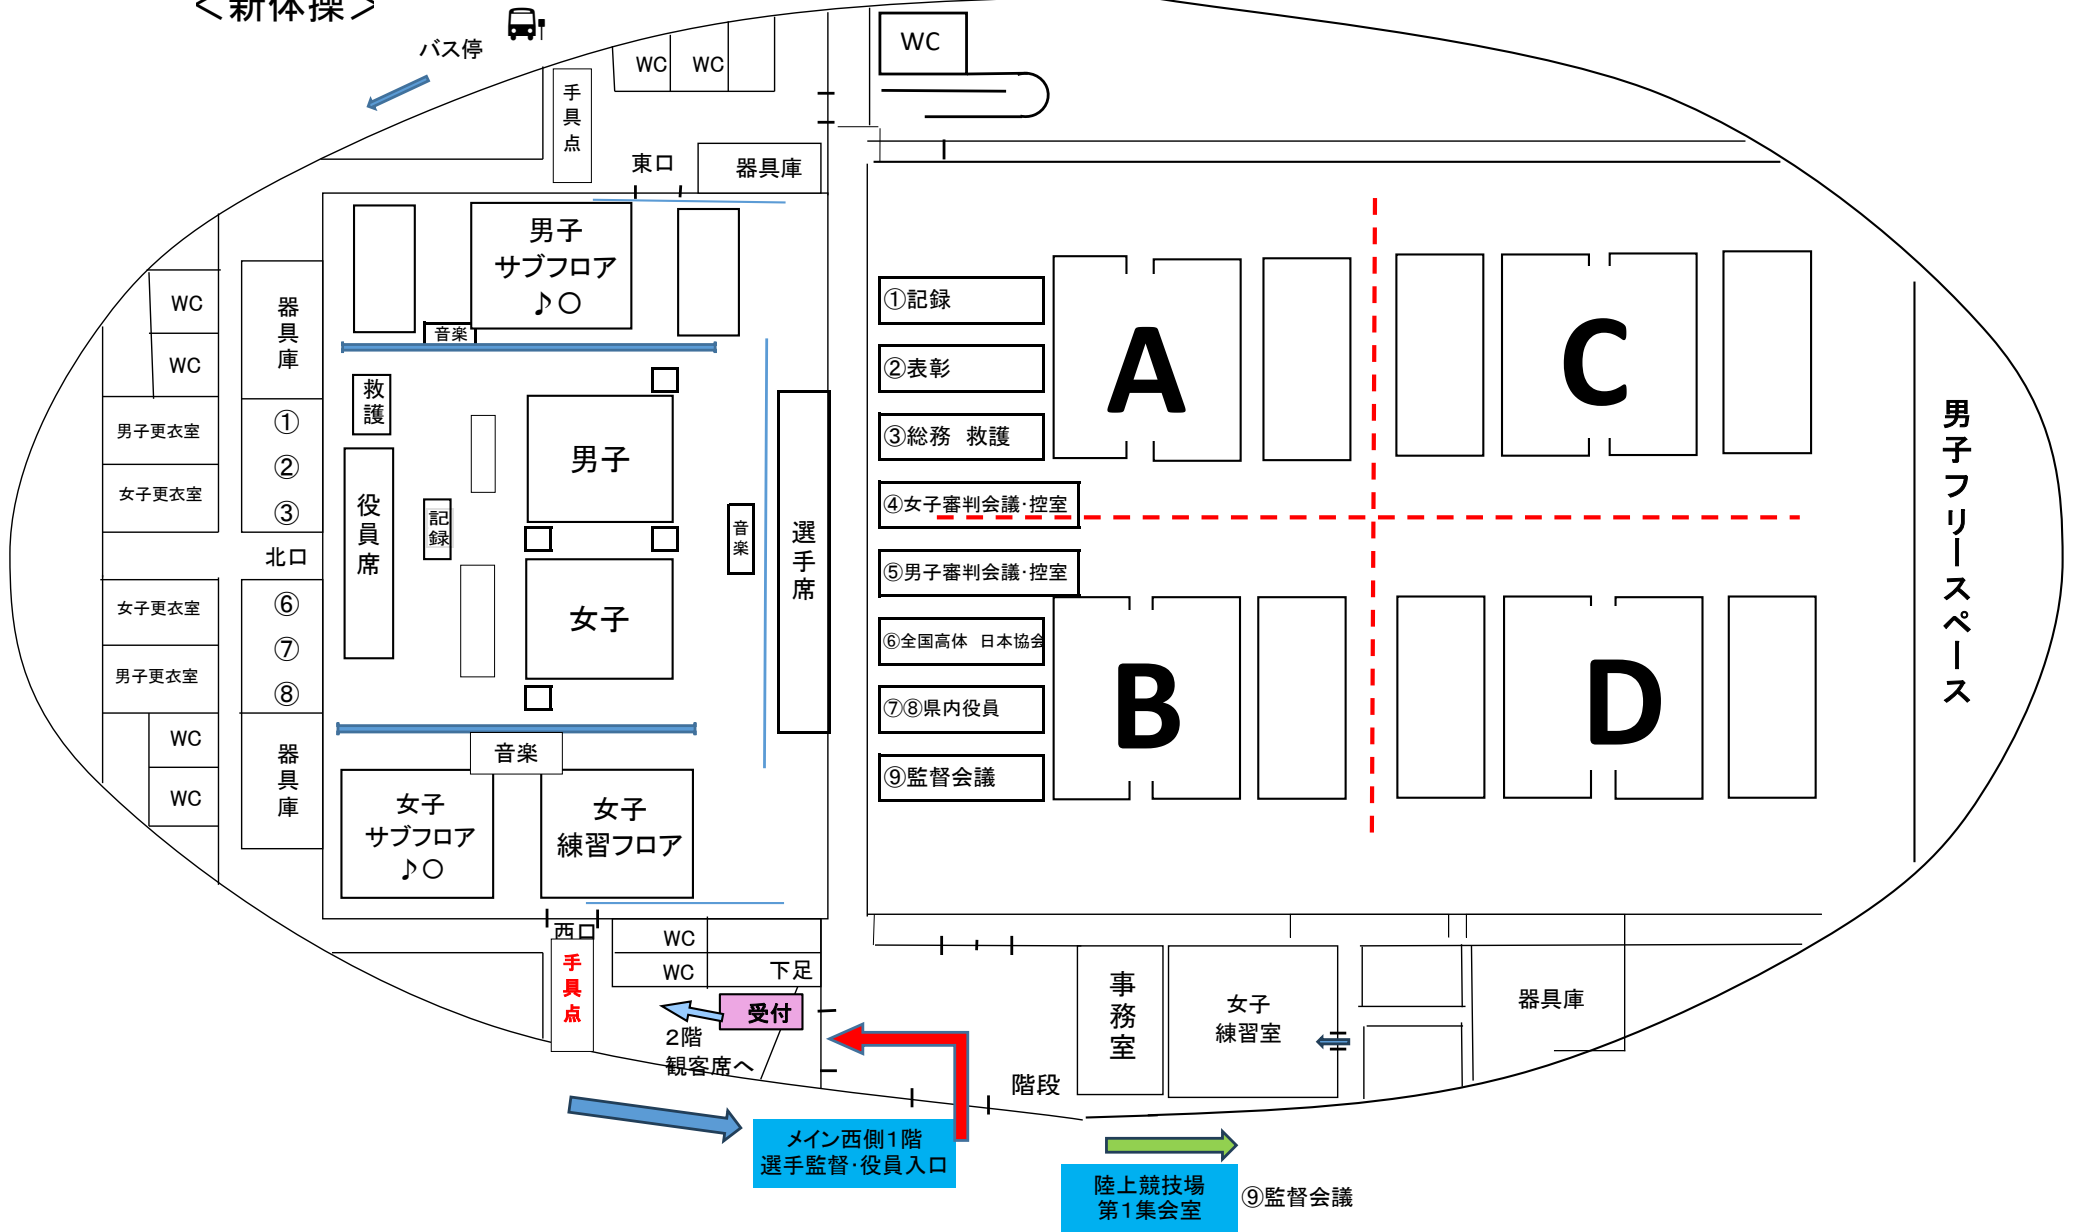 ＜新体操＞
バス停
WC
WC
WC
手具点
東口
器具庫
男子
サブフロア
♪〇
音楽
WC
WC
器具庫
救護
男子更衣室
女子更衣室
①
②
③
役員席
記録
男子
音楽
選手席
北口
女子
女子更衣室
男子更衣室
⑥
⑦
⑧
WC
WC
器具庫
音楽
女子
サブフロア
♪〇
女子
練習フロア
①記録
②表彰
③総務　救護
④女子審判会議・控室
⑤男子審判会議・控室
⑥全国高体　日本協会
⑦⑧県内役員
⑨監督会議
A
C
B
D
男子フリースペース
西口
手具点
WC
WC
下足
受付
2階
観客席へ
事務室
女子
練習室
器具庫
階段
メイン西側1階
選手監督・役員入口
陸上競技場
第1集会室
⑨監督会議